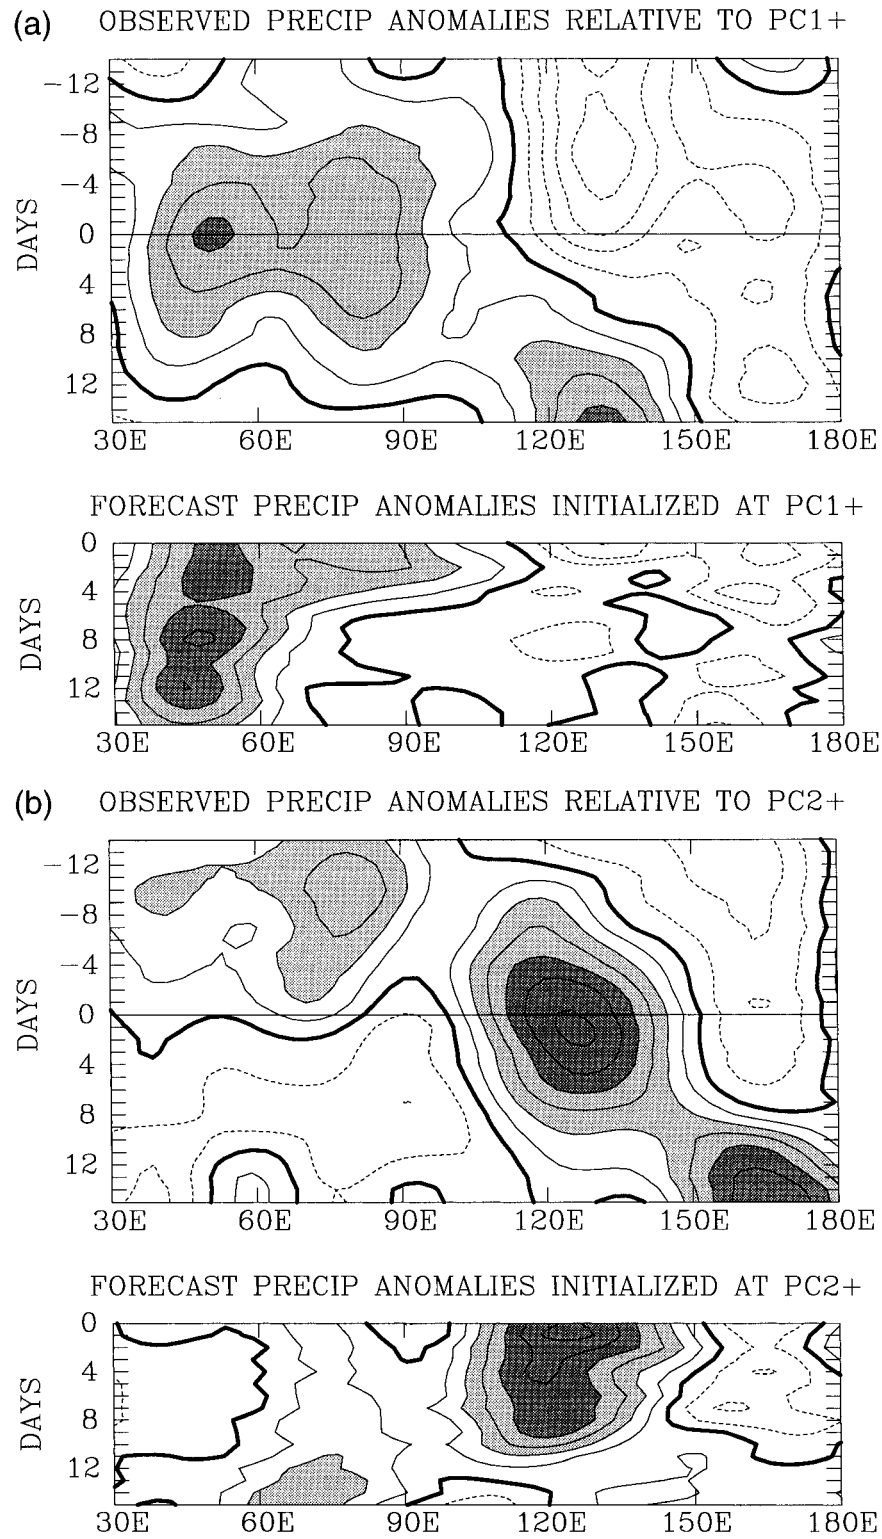 (a) OBSERVED PRECIP ANOMALIES RELATIVE TO PC1+
DAYS
-12
-8
-4
0
4
8
12
30E 60E 90E 120E 150E 180E
FORECAST PRECIP ANOMALIES INITIALIZED AT PC1+
DAYS
0
4
8
12
30E 60E 90E 120E 150E 180E
(b) OBSERVED PRECIP ANOMALIES RELATIVE TO PC2+
DAYS
-12
-8
-4
0
4
8
12
30E 60E 90E 120E 150E 180E
FORECAST PRECIP ANOMALIES INITIALIZED AT PC2+
DAYS
0
4
8
12
30E 60E 90E 120E 150E 180E